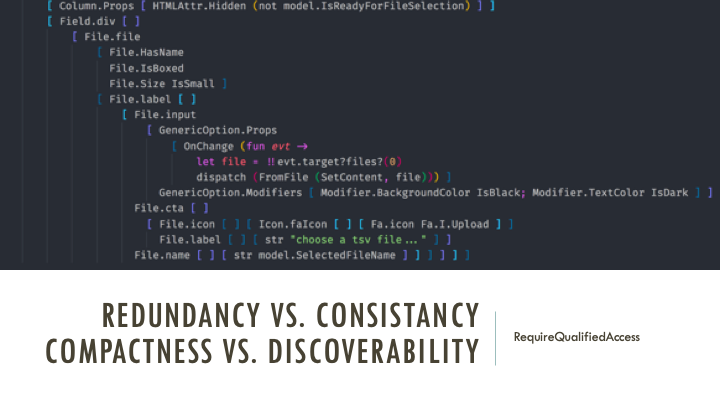 [ Column.Props [ HTMLAttr.Hidden (not model.IsReadyForFileSelection) ] ]
[ Field.div [ ]
[ File.file
[ File.HasName
File.IsBoxed
File.Size IsSmall ]
[ File.label [ ]
[ File.input
[ GenericOption.Props
[ OnChange (fun evt →
let file = !!evt.target?files?(0)
dispatch (FromFile (SetContent, file))) ]
GenericOption.Modifiers [ Modifier.BackgroundColor IsBlack; Modifier.TextColor IsDark ] ]
File.cta [ ]
[ File.icon [ ] [ Icon.faIcon [ ] [ Fa.icon Fa.I.Upload ] ]
File.label [ ] [ str "choose a tsv file..." ] ]
File.name [ ] [ str model.SelectedFileName ] ] ] ] ]
REDUNDANCY VS. CONSISTANCY
COMPACTNESS VS. DISCOVERABILITY
RequireQualifiedAccess